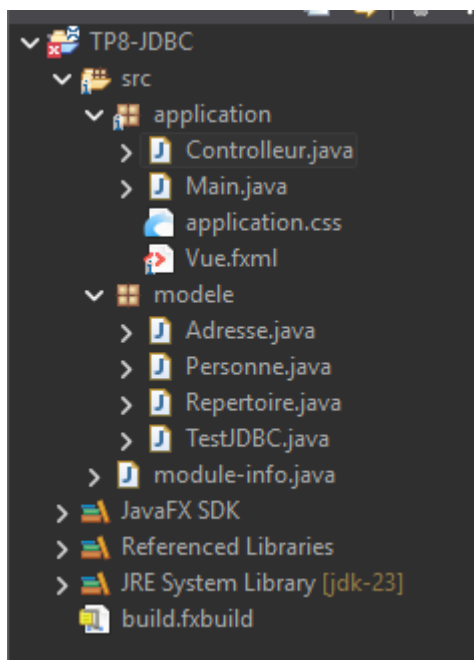 TP8-JDBC
src
application
Controlleur.java
Main.java
application.css
Vue.fxml
modele
Adresse.java
Personne.java
Repertoire.java
TestJDBC.java
module-info.java
JavaFX SDK
Referenced Libraries
JRE System Library [jdk-23]
build.fxbuild